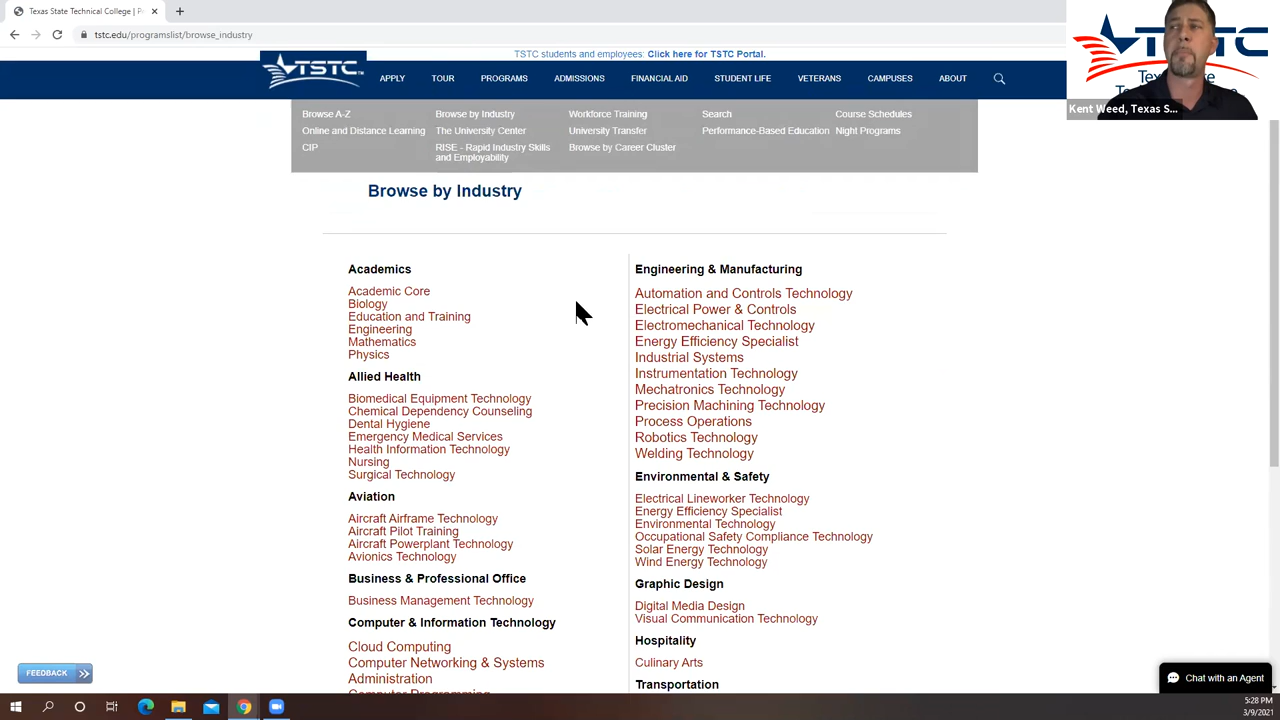 Texas State Technical College | P
tstc.edu/programslist/browse_industry
TSTC students and employees: Click here for TSTC Portal.
TSTC
APPLY
TOUR
PROGRAMS
ADMISSIONS
FINANCIAL AID
STUDENT LIFE
VETERANS
CAMPUSES
ABOUT
Kent Weed, Texas S...
Browse A-Z
Browse by Industry
Workforce Training
Search
Course Schedules
Online and Distance Learning
The University Center
University Transfer
Performance-Based Education
Night Programs
CIP
RISE - Rapid Industry Skills
and Employability
Browse by Career Cluster
Browse by Industry
Academics
Academic Core
Biology
Education and Training
Engineering
Mathematics
Physics
Allied Health
Biomedical Equipment Technology
Chemical Dependency Counseling
Dental Hygiene
Emergency Medical Services
Health Information Technology
Nursing
Surgical Technology
Aviation
Aircraft Airframe Technology
Aircraft Pilot Training
Aircraft Powerplant Technology
Avionics Technology
Business & Professional Office
Business Management Technology
Computer & Information Technology
Cloud Computing
Computer Networking & Systems
Administration
Computer Programming
Engineering & Manufacturing
Automation and Controls Technology
Electrical Power & Controls
Electromechanical Technology
Energy Efficiency Specialist
Industrial Systems
Instrumentation Technology
Mechatronics Technology
Precision Machining Technology
Process Operations
Robotics Technology
Welding Technology
Environmental & Safety
Electrical Lineworker Technology
Energy Efficiency Specialist
Environmental Technology
Occupational Safety Compliance Technology
Solar Energy Technology
Wind Energy Technology
Graphic Design
Digital Media Design
Visual Communication Technology
Hospitality
Culinary Arts
Transportation
FEEDBACK
Chat with an Agent
5:28 PM
3/9/2021